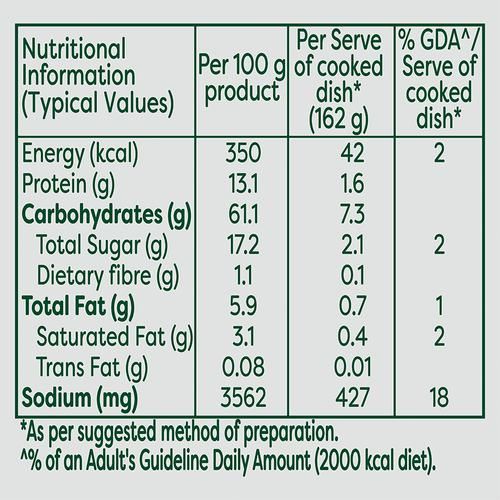 Nutritional Information (Typical Values) Per 100 g product Per Serve of cooked dish* (162 g) % GDA^/ Serve of cooked dish*
Energy (kcal) 350 42 2
Protein (g) 13.1 1.6
Carbohydrates (g) 61.1 7.3
Total Sugar (g) 17.2 2.1 2
Dietary fibre (g) 1.1 0.1
Total Fat (g) 5.9 0.7 1
Saturated Fat (g) 3.1 0.4 2
Trans Fat (g) 0.08 0.01
Sodium (mg) 3562 427 18
*As per suggested method of preparation.
^% of an Adult's Guideline Daily Amount (2000 kcal diet).